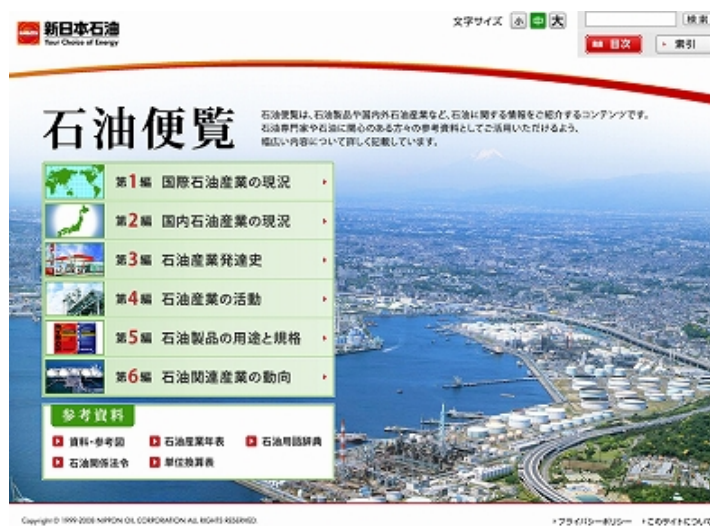 新日本石油
Your Choice of Energy
文字サイズ 小 中 大
検索
目次
索引
石油便覧
石油便覧は、石油製品や国内外石油産業など、石油に関する情報をご紹介するコンテンツです。
石油専門家や石油に関心のある方々の参考資料としてご活用いただけるよう、
幅広い内容について詳しく記載しています。
第1編 国際石油産業の現況
第2編 国内石油産業の現況
第3編 石油産業発達史
第4編 石油産業の活動
第5編 石油製品の用途と規格
第6編 石油関連産業の動向
参考資料
資料・参考図 石油産業年表 石油用語辞典
石油関係法令 単位換算表
Copyright © 1999-2008 NIPPON OIL CORPORATION ALL RIGHTS RESERVED.
プライバシーポリシー このサイトについ